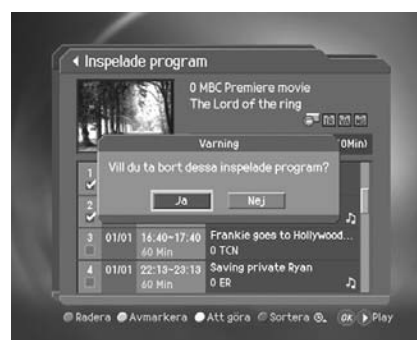 Inspelade program
0 MBC Premiere movie
The Lord of the ring
Varning
(0Min)
Vill du ta bort dessa inspelade program?
Ja Nej
1
2
3 01/01 16:40~17:40 Frankie goes to Hollywood...
60 Min 0 TCN
4 01/01 22:13~23:13 Saving private Ryan
60 Min 0 ER
Radera Avmarkera Att göra Sortera OK Play